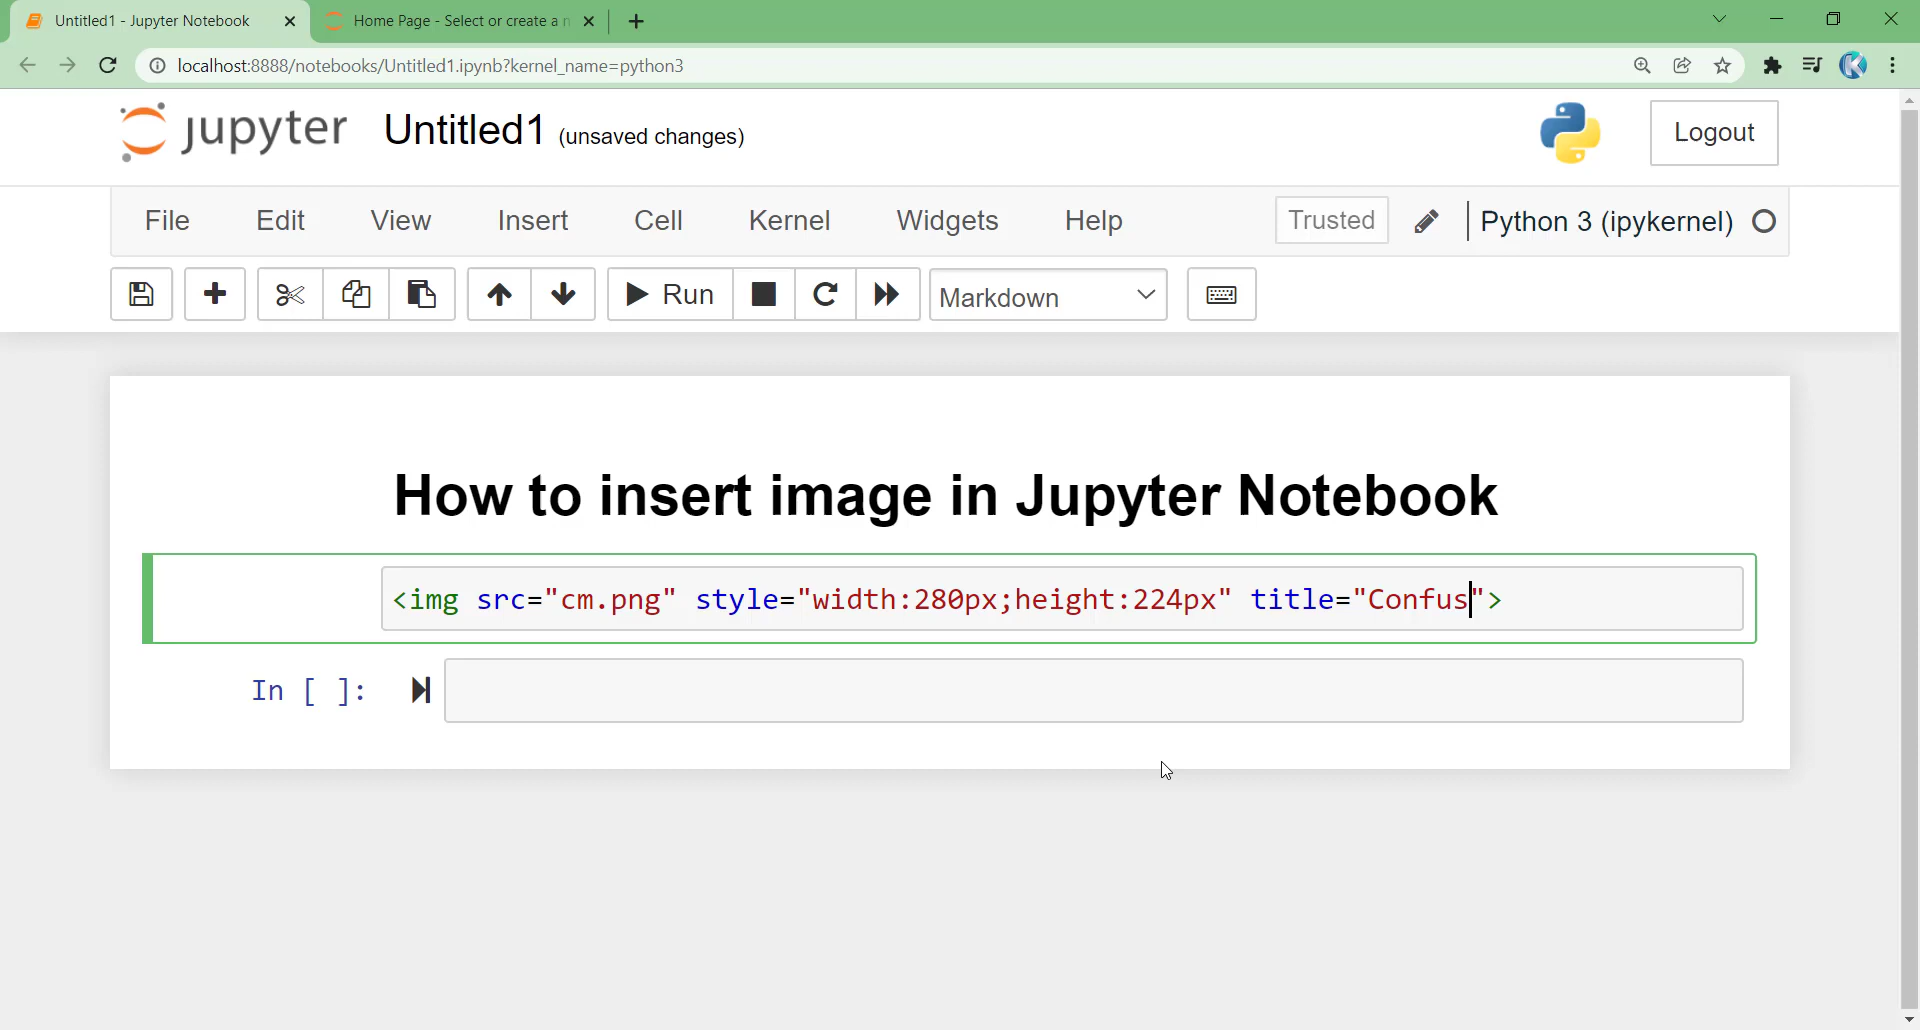 Untitled1 - Jupyter Notebook
Home Page - Select or create a n
localhost:8888/notebooks/Untitled1.ipynb?kernel_name=python3
jupyter Untitled1 (unsaved changes)
Logout
File Edit View Insert Cell Kernel Widgets Help Trusted Python 3 (ipykernel)
Run Markdown
How to insert image in Jupyter Notebook
<img src="cm.png" style="width:280px;height:224px" title="Confus">
In [ ]: